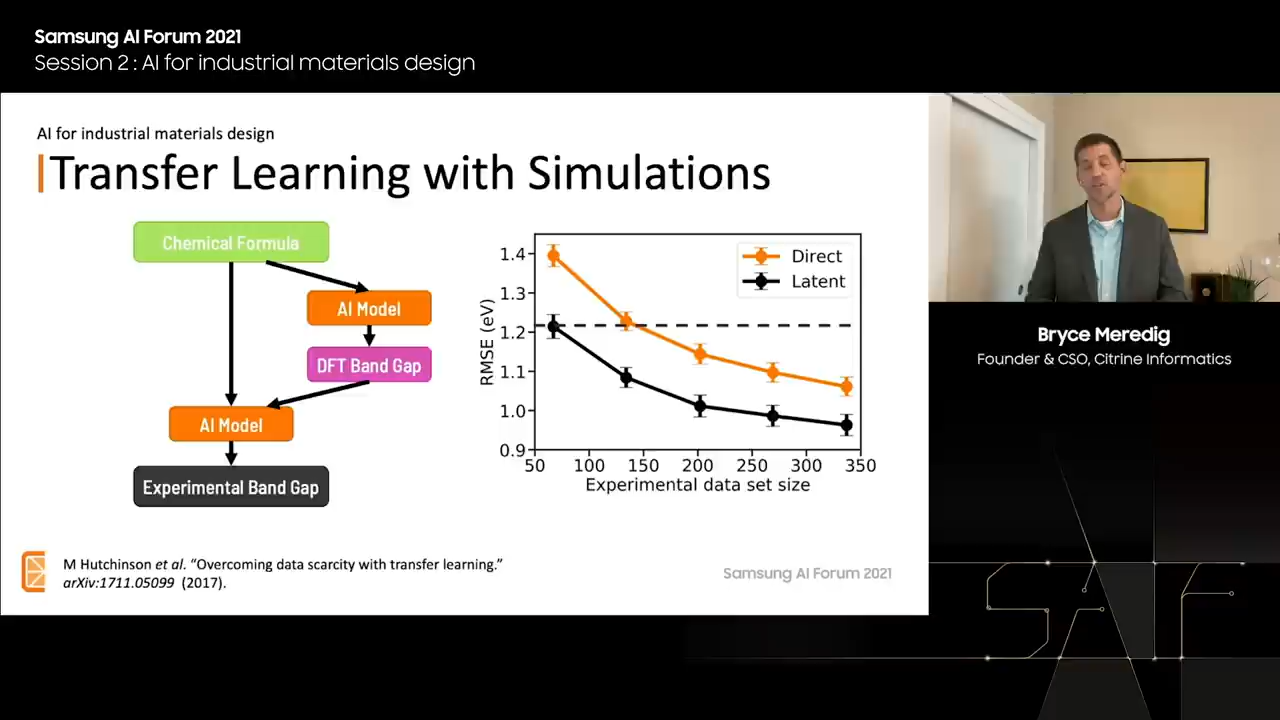 Samsung AI Forum 2021
Session 2 : AI for industrial materials design
AI for industrial materials design
Transfer Learning with Simulations
Chemical Formula
AI Model
DFT Band Gap
AI Model
Experimental Band Gap
RMSE (eV)
1.4
1.3
1.2
1.1
1.0
0.9
Direct
Latent
50 100 150 200 250 300 350
Experimental data set size
M Hutchinson et al. “Overcoming data scarcity with transfer learning.”
arXiv:1711.05099 (2017).
Samsung AI Forum 2021
Bryce Meredig
Founder & CSO, Citrine Informatics
SAIF